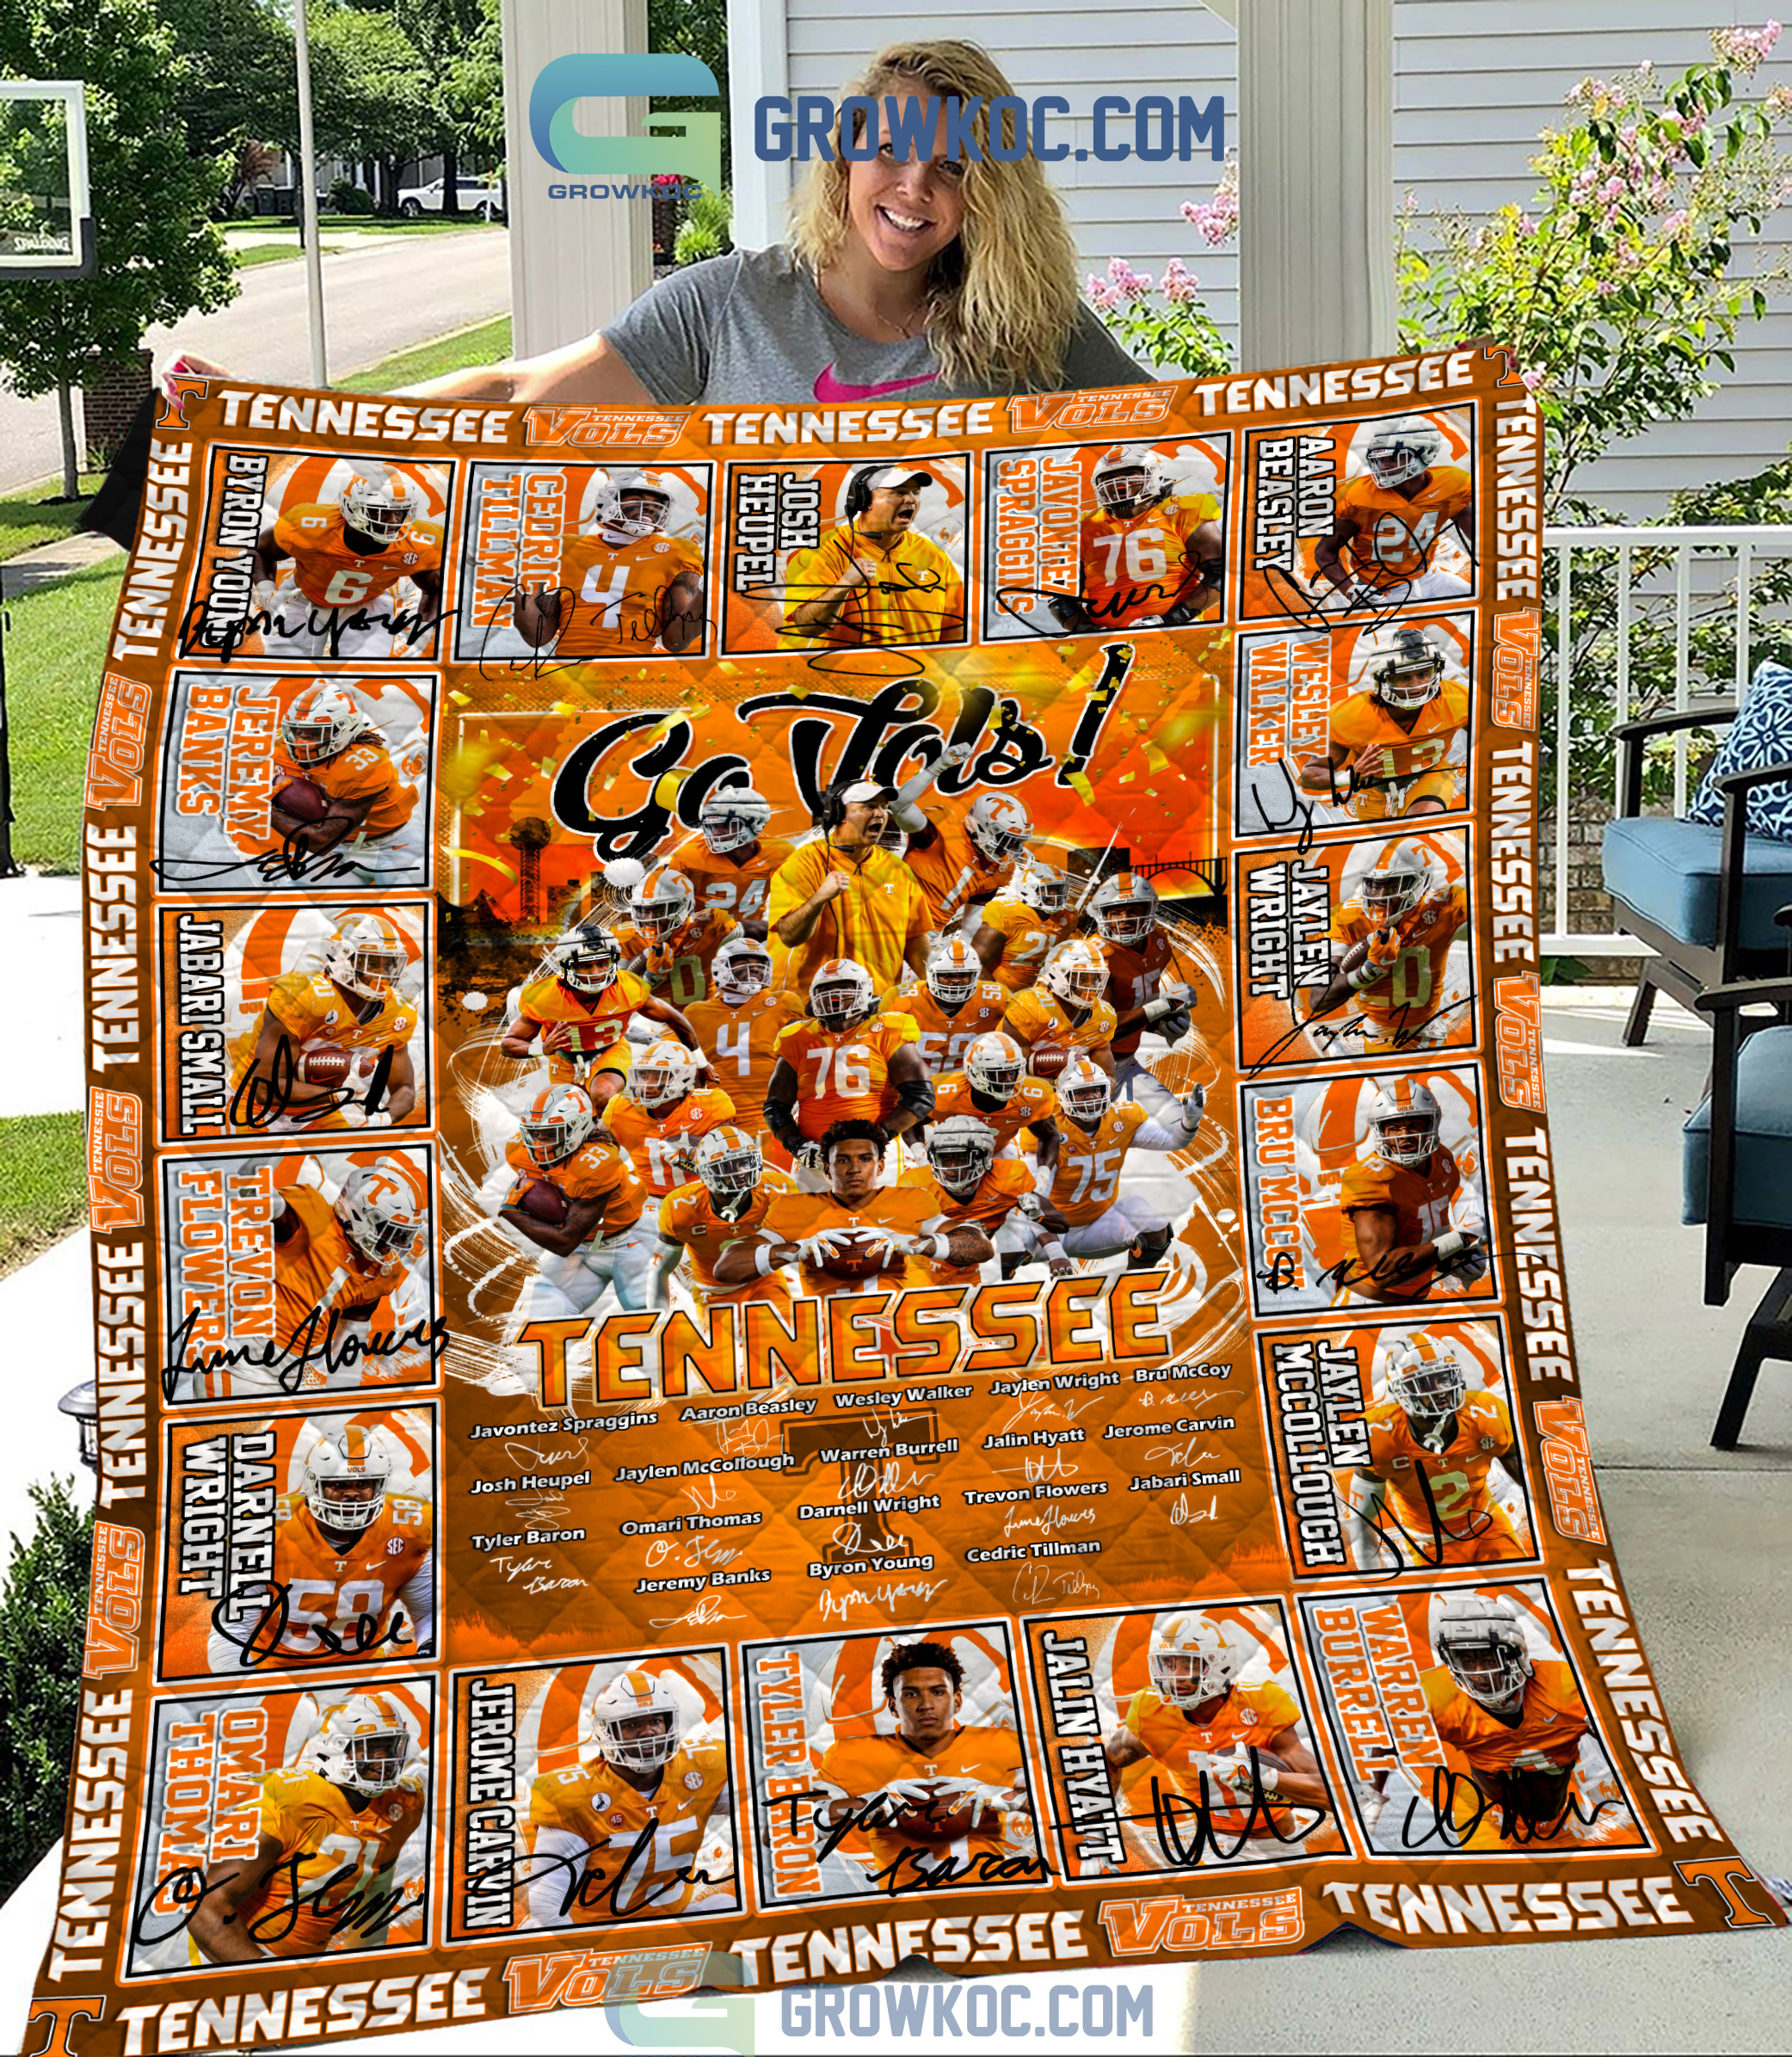 GROWKOC.COM
GROWKOC
SPALDING
TENNESSEE TENNESSEE VOLS TENNESSEE TENNESSEE VOLS TENNESSEE
BYRON YOUNG
CEDRIC TILLMAN
JOSH HEUPEL
JAVONTEZ SPRAGGINS
AARON BEASLEY
JEREMY BANKS
Go Vols!
WESLEY WALKER
JABARI SMALL
JAYLEN WRIGHT
TREVON FLOWERS
BRU MCCOY
DARNELL WRIGHT
JAYLEN MCCOLLOUGH
TENNESSEE
Javontez Spraggins Aaron Beasley Wesley Walker Jaylen Wright Bru McCoy
Josh Heupel Jaylen McCollough Warren Burrell Jalin Hyatt Jerome Carvin
Tyler Baron Omari Thomas Darnell Wright Trevon Flowers Jabari Small
Jeremy Banks Byron Young Cedric Tillman
OMARI THOMAS
JEROME CARVIN
TYLER BARON
JALIN HYATT
WARREN BURRELL
TENNESSEE TENNESSEE VOLS TENNESSEE TENNESSEE VOLS TENNESSEE
GROWKOC.COM